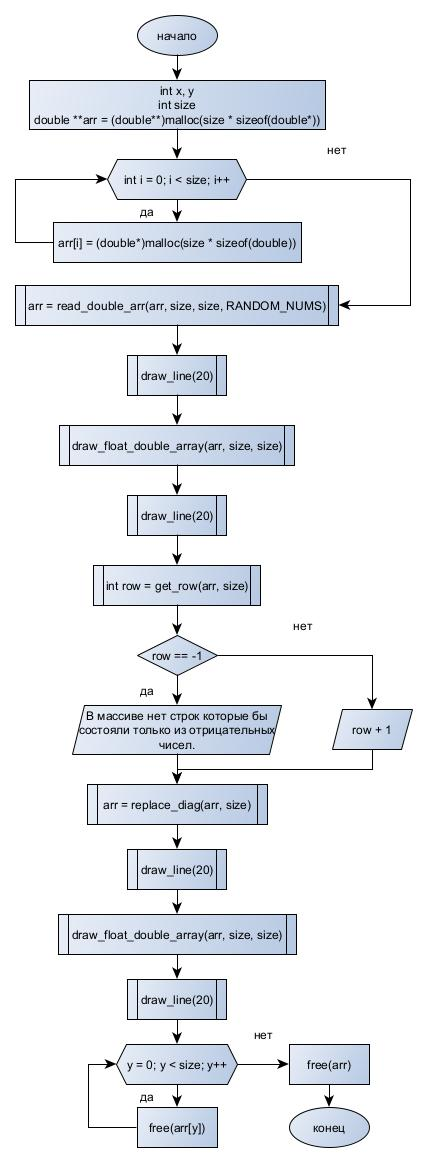 начало
int x, y
int size
double **arr = (double**)malloc(size * sizeof(double*))
нет
int i = 0; i < size; i++
да
arr[i] = (double*)malloc(size * sizeof(double))
arr = read_double_arr(arr, size, size, RANDOM_NUMS)
draw_line(20)
draw_float_double_array(arr, size, size)
draw_line(20)
int row = get_row(arr, size)
нет
row == -1
да
В массиве нет строк которые бы
состояли только из отрицательных
чисел.
row + 1
arr = replace_diag(arr, size)
draw_line(20)
draw_float_double_array(arr, size, size)
draw_line(20)
нет
y = 0; y < size; y++
free(arr)
да
free(arr[y])
конец